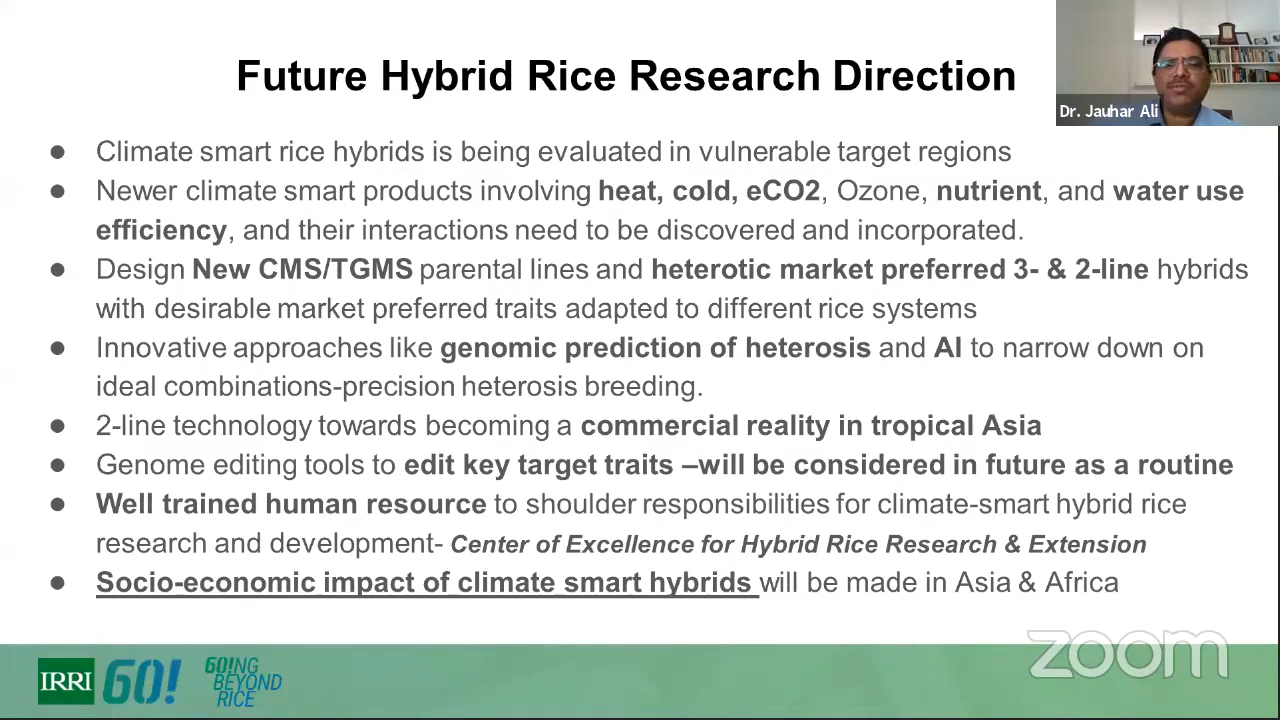 Future Hybrid Rice Research Direction
Dr. Jauhar Ali
● Climate smart rice hybrids is being evaluated in vulnerable target regions
● Newer climate smart products involving heat, cold, eCO2, Ozone, nutrient, and water use
efficiency, and their interactions need to be discovered and incorporated.
● Design New CMS/TGMS parental lines and heterotic market preferred 3- & 2-line hybrids
with desirable market preferred traits adapted to different rice systems
● Innovative approaches like genomic prediction of heterosis and AI to narrow down on
ideal combinations-precision heterosis breeding.
● 2-line technology towards becoming a commercial reality in tropical Asia
● Genome editing tools to edit key target traits –will be considered in future as a routine
● Well trained human resource to shoulder responsibilities for climate-smart hybrid rice
research and development- Center of Excellence for Hybrid Rice Research & Extension
● Socio-economic impact of climate smart hybrids will be made in Asia & Africa
zoom
IRRI 60!
GO!NG
BEYOND
RICE